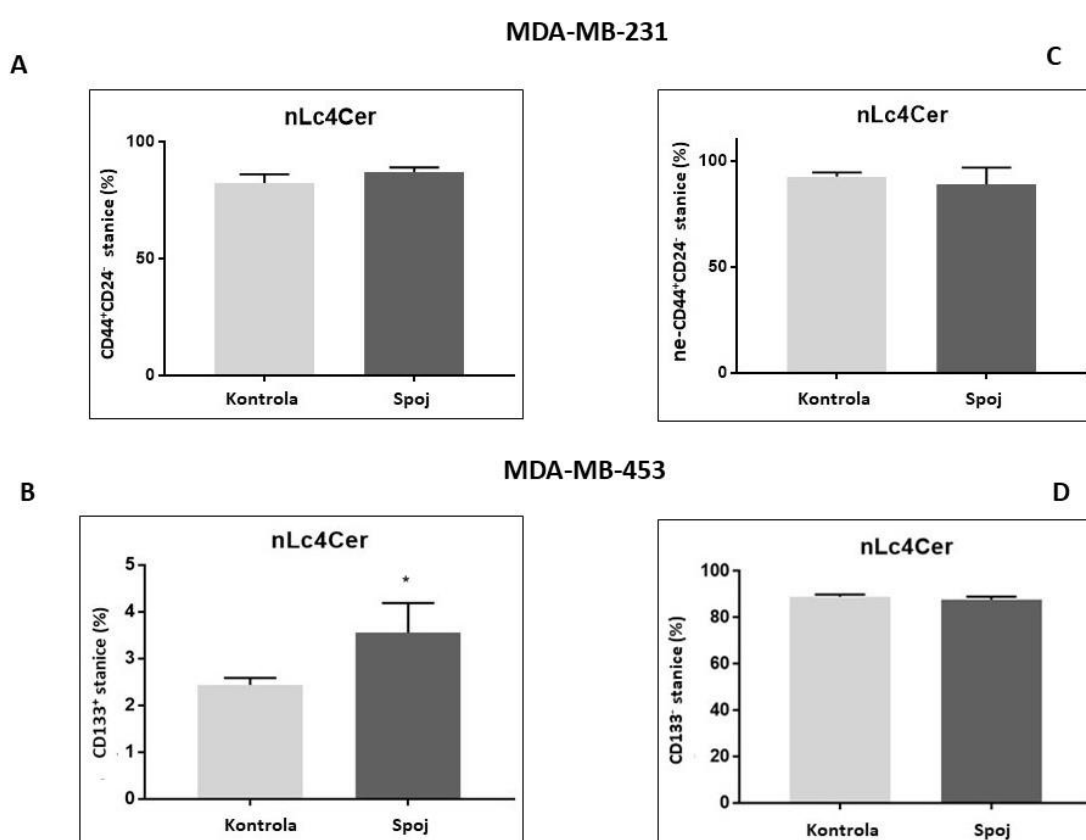 MDA-MB-231
A
nLc4Cer
CD44⁺CD24⁻ stanice (%)
100
50
0
Kontrola
Spoj
C
nLc4Cer
ne-CD44⁺CD24⁻ stanice (%)
100
50
0
Kontrola
Spoj
MDA-MB-453
B
nLc4Cer
CD133⁺ stanice (%)
5
4
3
2
1
0
*
Kontrola
Spoj
D
nLc4Cer
CD133⁻ stanice (%)
100
80
60
40
20
0
Kontrola
Spoj